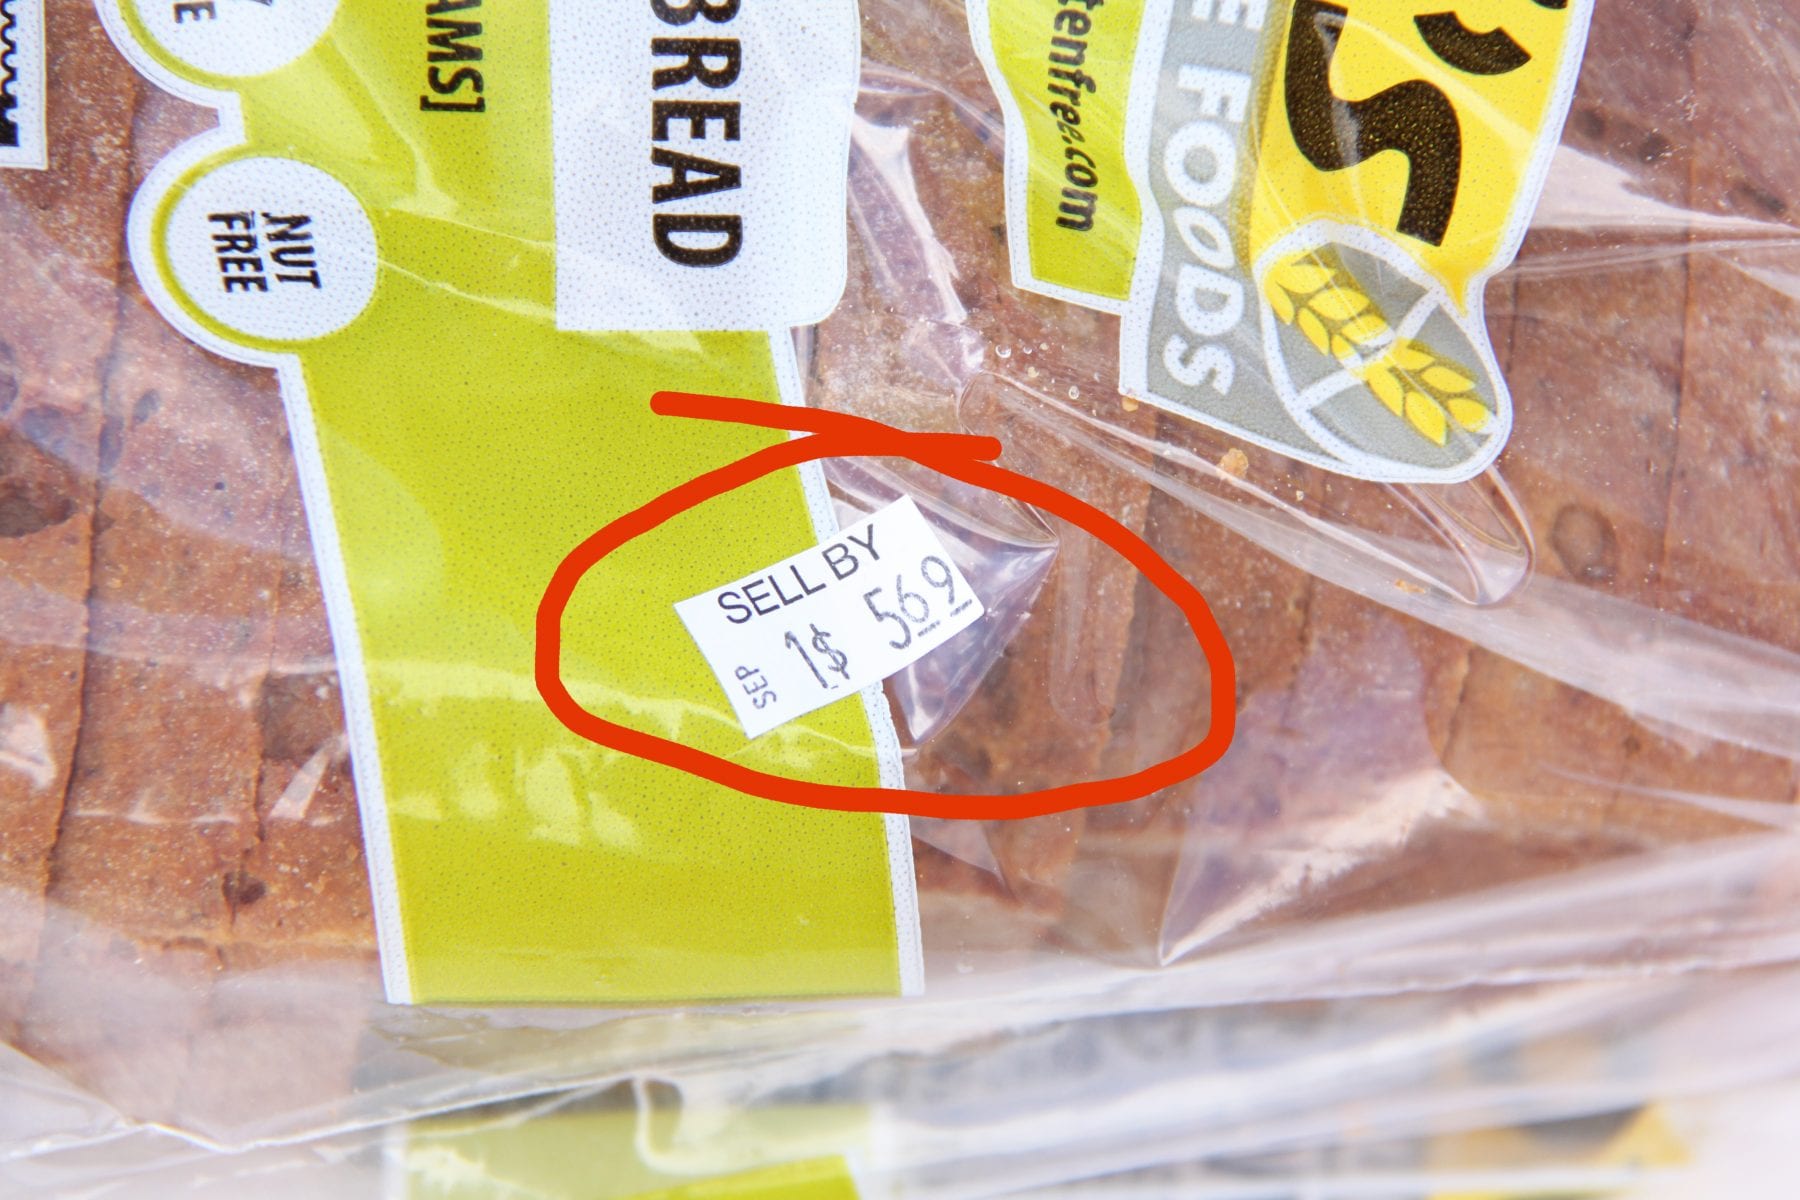 AMS]
BREAD
NUT
FREE
tenfree.com
E FOODS
'S
SELL BY
SEP 1$ 569